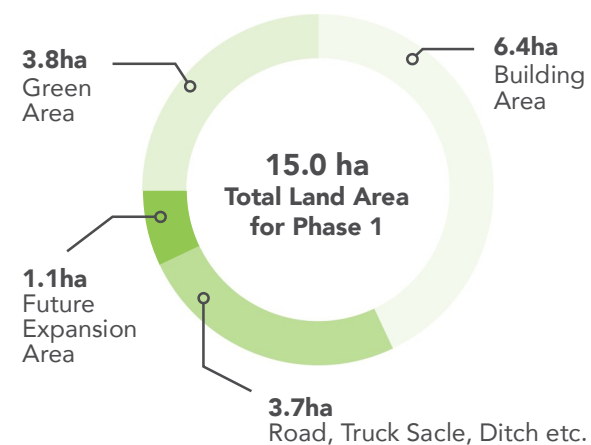 3.8ha
Green
Area
6.4ha
Building
Area
15.0 ha
Total Land Area
for Phase 1
1.1ha
Future
Expansion
Area
3.7ha
Road, Truck Sacle, Ditch etc.